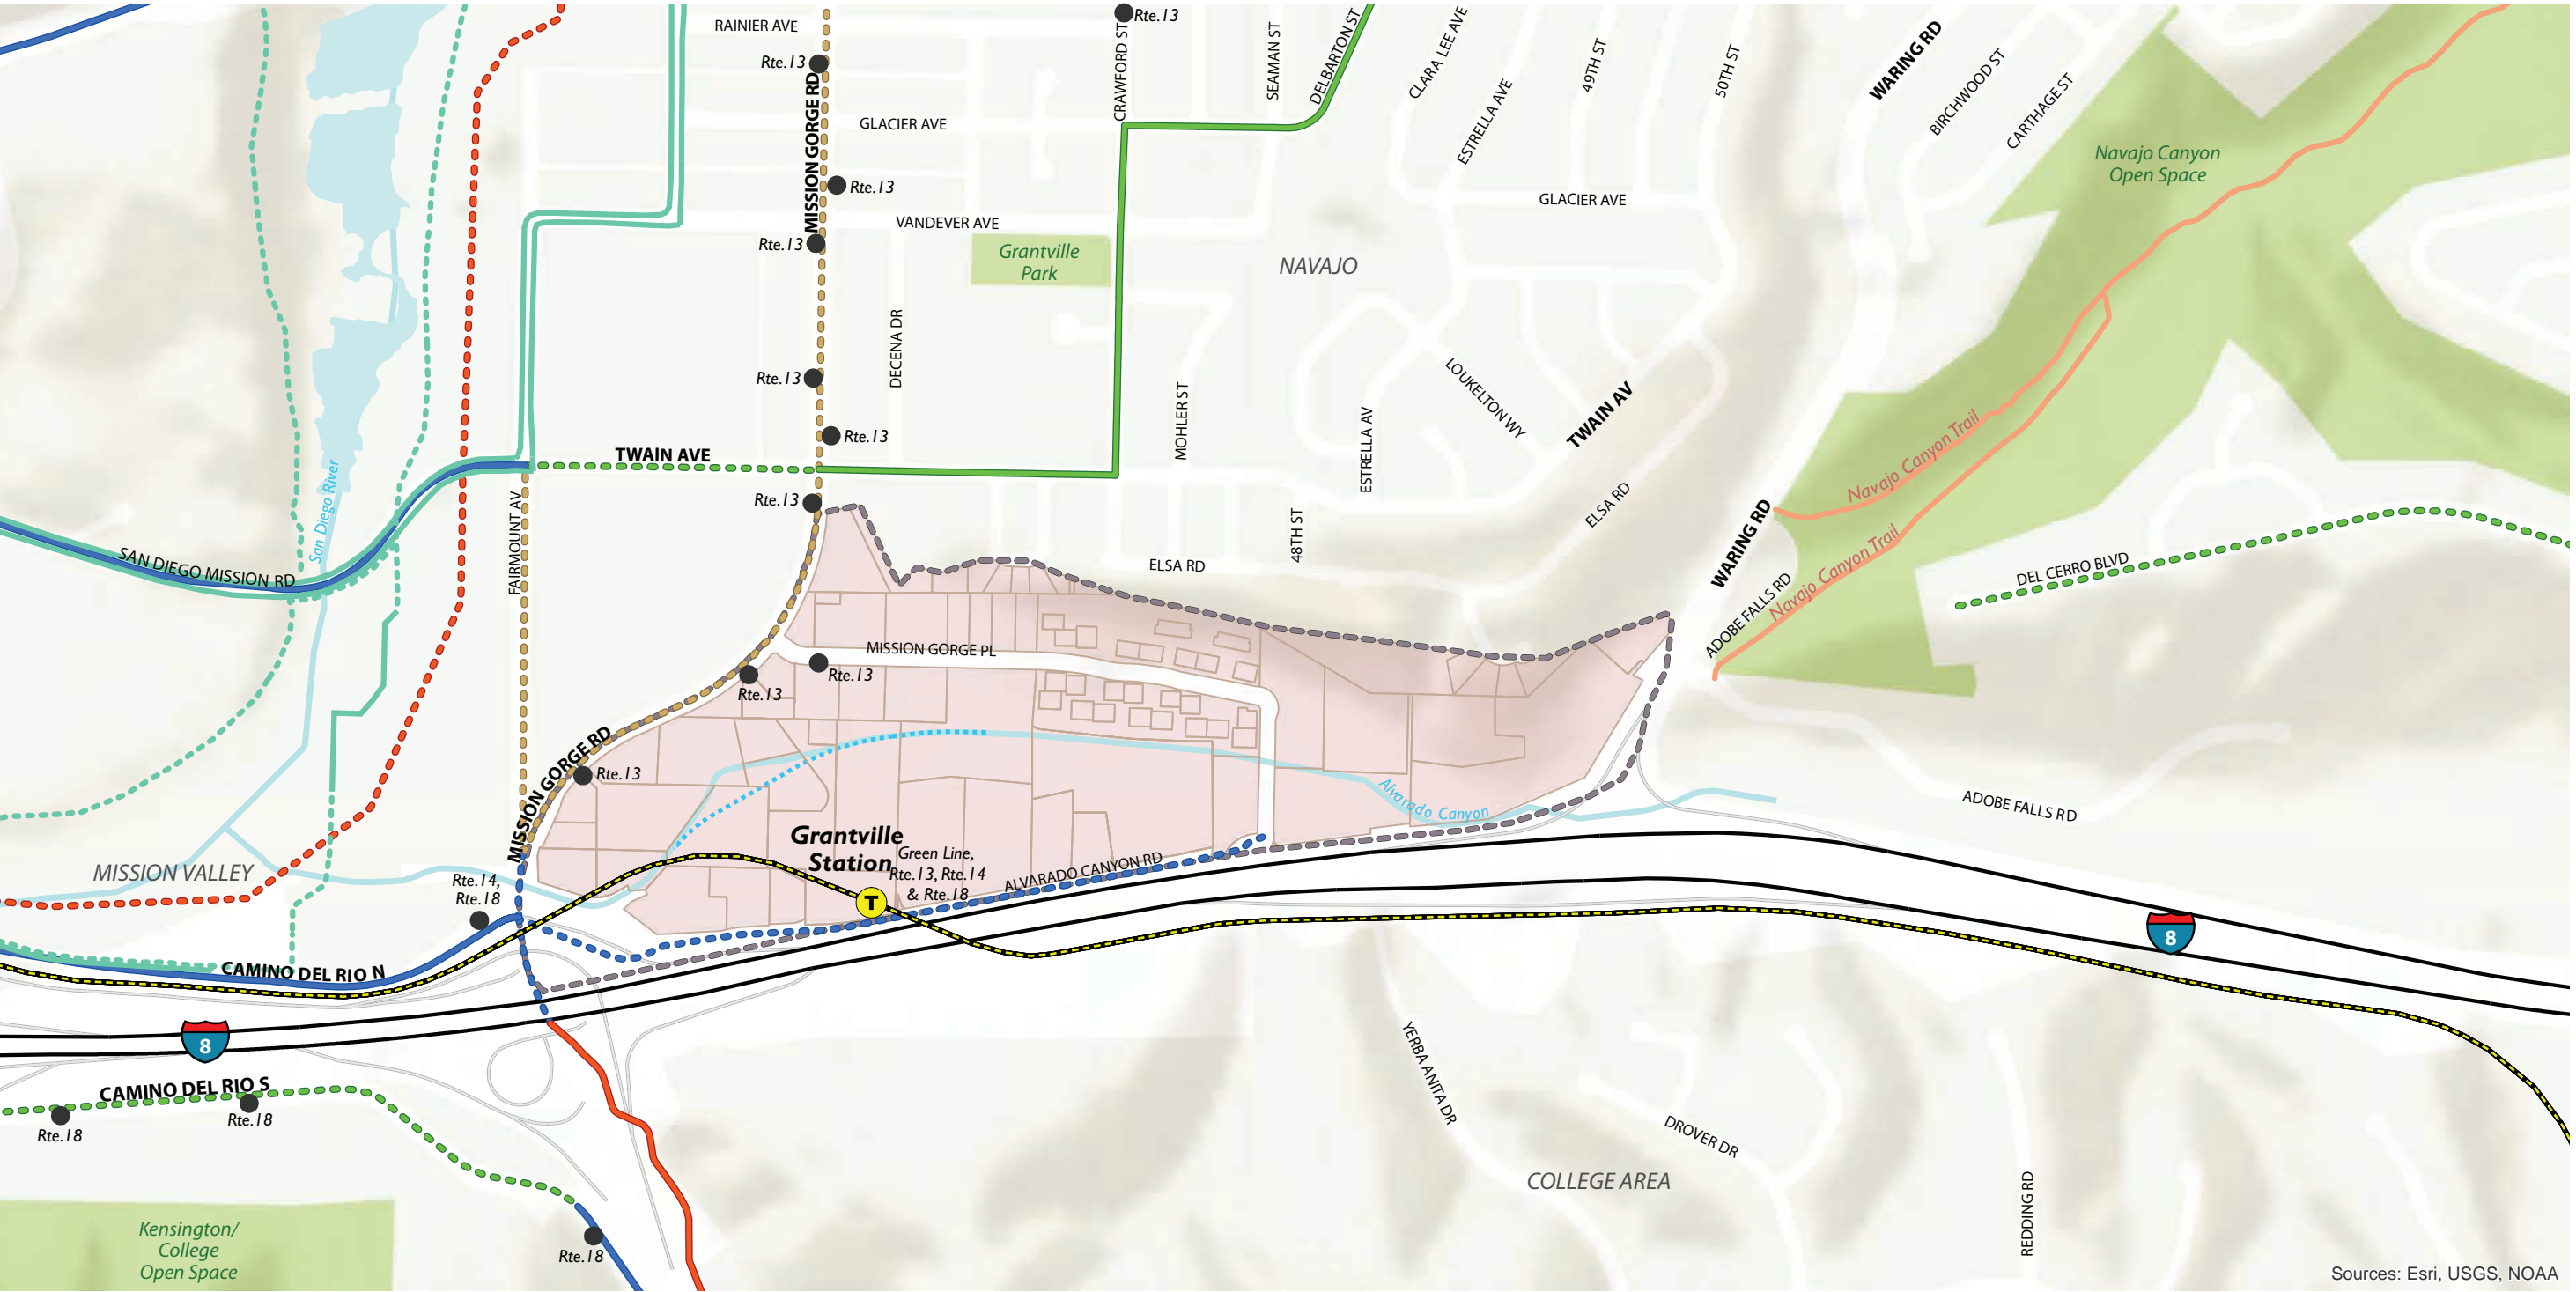 RAINIER AVE
Rte.13
CRAWFORD ST
SEAMAN ST
DELBARTON ST
CLARA LEE AVE
ESTRELLA AVE
49TH ST
50TH ST
WARING RD
BIRCHWOOD ST
CARTHAGE ST
Rte.13
MISSION GORGE RD
GLACIER AVE
Navajo Canyon
Open Space
Rte.13
GLACIER AVE
VANDEVER AVE
Rte.13
Grantville
Park
NAVAJO
DECENA DR
Rte.13
MOHLER ST
ESTRELLA AV
LOUKELTON WY
TWAIN AV
Rte.13
TWAIN AVE
Navajo Canyon Trail
San Diego River
FAIRMOUNT AV
Rte.13
48TH ST
ELSA RD
WARING RD
Navajo Canyon Trail
SAN DIEGO MISSION RD
ELSA RD
ADOBE FALLS RD
DEL CERRO BLVD
MISSION GORGE PL
Rte.13
Rte.13
MISSION GORGE RD
Rte.13
Alvarado Canyon
ADOBE FALLS RD
Grantville
Station
Green Line,
Rte.13, Rte.14
& Rte.18
ALVARADO CANYON RD
MISSION VALLEY
Rte.14,
Rte.18
T
8
CAMINO DEL RIO N
8
YERBA ANITA DR
CAMINO DEL RIO S
Rte.18
Rte.18
DROVER DR
COLLEGE AREA
REDDING RD
Kensington/
College
Open Space
Rte.18
Sources: Esri, USGS, NOAA